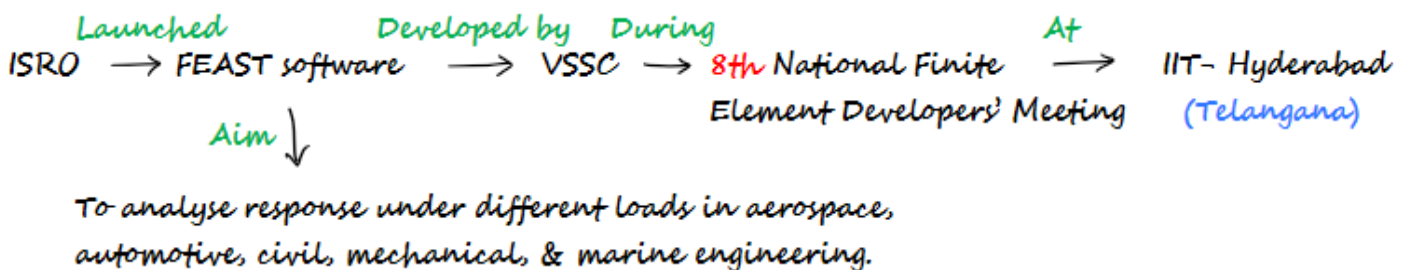 Launched Developed by During At
ISRO → FEAST software → VSSC → 8th National Finite → IIT- Hyderabad
Element Developers' Meeting (Telangana)
Aim ↓
To analyse response under different loads in aerospace,
automotive, civil, mechanical, & marine engineering.